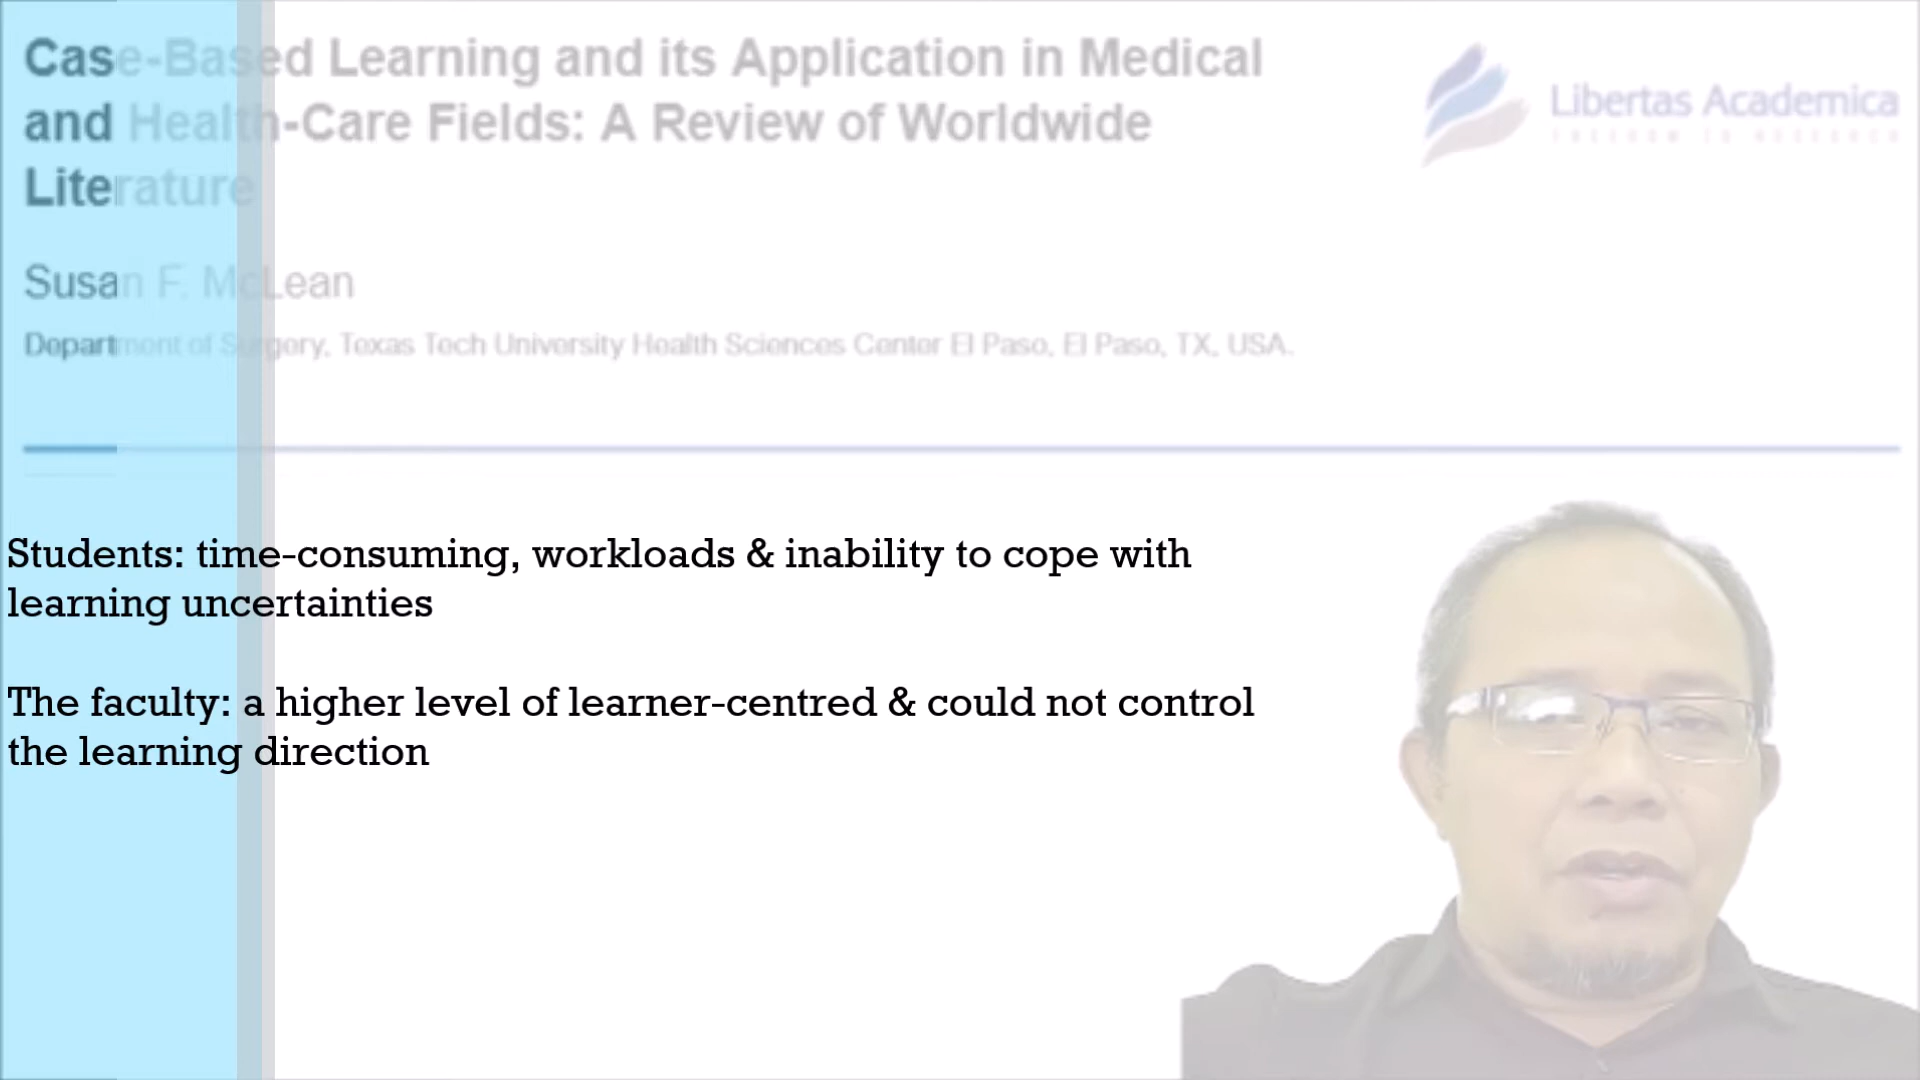 Case-Based Learning and its Application in Medical
and Health-Care Fields: A Review of Worldwide
Literature
Libertas Academica
FREEDOM TO RESEARCH
Susan F. McLean
Department of Surgery, Texas Tech University Health Sciences Center El Paso, El Paso, TX, USA.
Students: time-consuming, workloads & inability to cope with
learning uncertainties
The faculty: a higher level of learner-centred & could not control
the learning direction